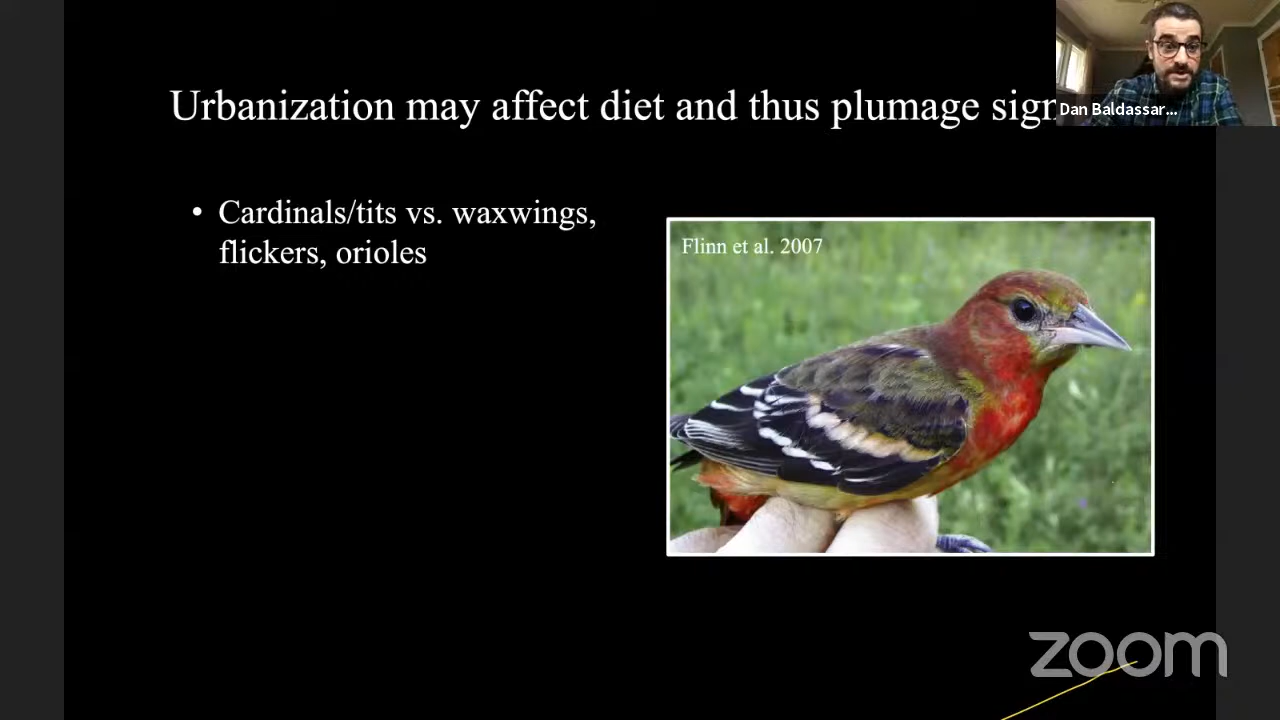 Urbanization may affect diet and thus plumage
Dan Baldassar...
• Cardinals/tits vs. waxwings,
flickers, orioles
Flinn et al. 2007
zoom